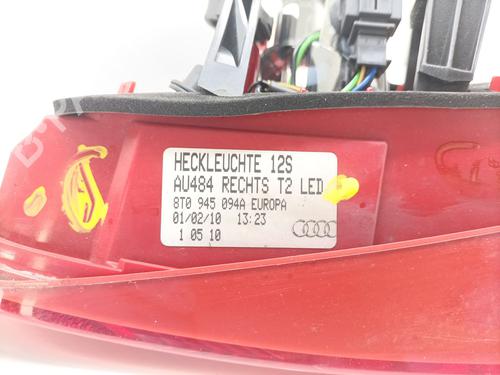 HECKLEUCHTE 12S
AU484 RECHTS T2 LED
8T0 945 094A EUROPA
01/02/10 13:23
1 05 10